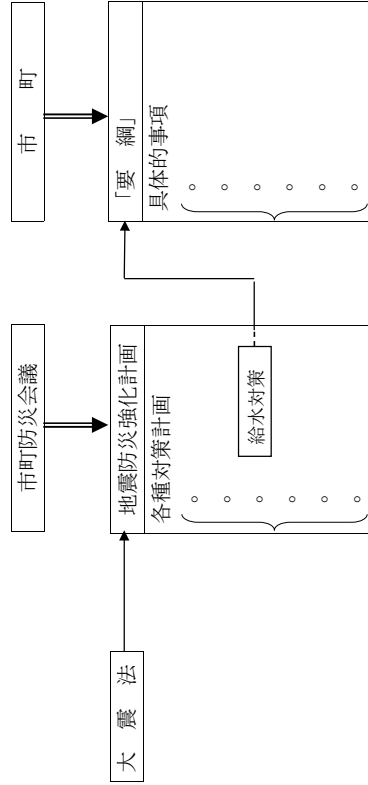 大 震 法
市町防災会議
地震防災強化計画
各種対策計画
給水対策
市 町
「要 綱」
具体的事項